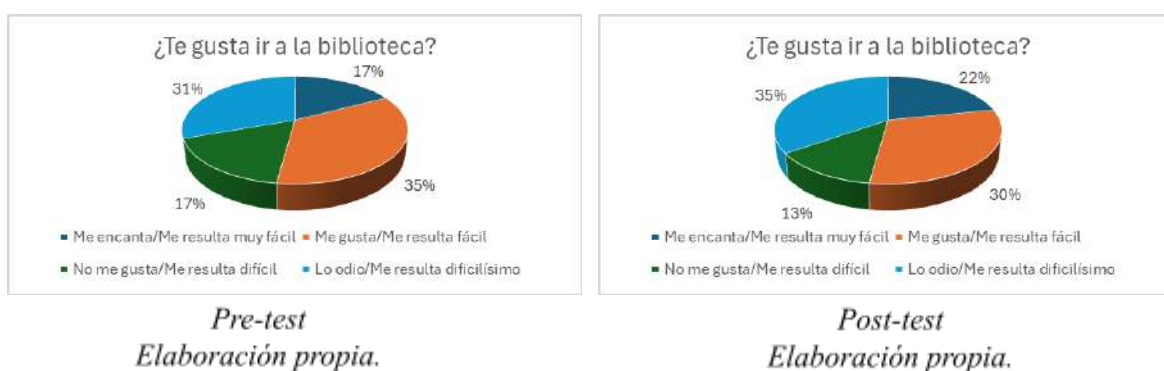 ¿Te gusta ir a la biblioteca?
17%
31%
35%
17%
Me encanta/Me resulta muy fácil Me gusta/Me resulta fácil
No me gusta/Me resulta difícil Lo odio/Me resulta dificilísimo
Pre-test
Elaboración propia.
¿Te gusta ir a la biblioteca?
22%
35%
30%
13%
Me encanta/Me resulta muy fácil Me gusta/Me resulta fácil
No me gusta/Me resulta difícil Lo odio/Me resulta dificilísimo
Post-test
Elaboración propia.